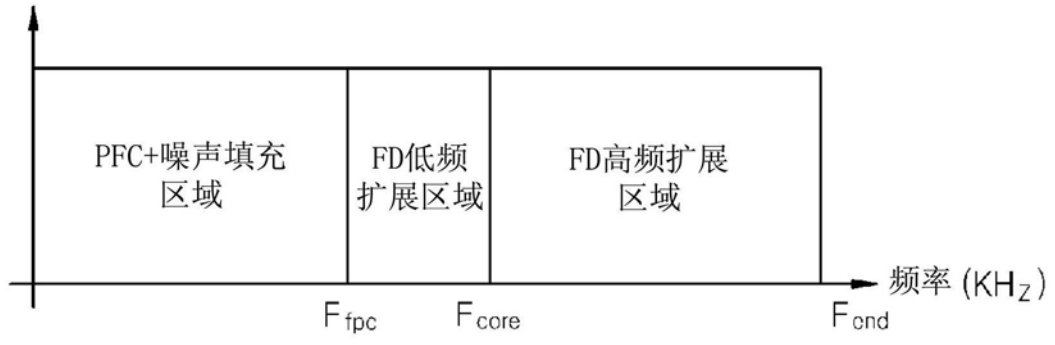 PFC+噪声填充
区域
FD低频
扩展区域
FD高频扩展
区域
频率(KHz)
Ffpc
Fcore
Fend